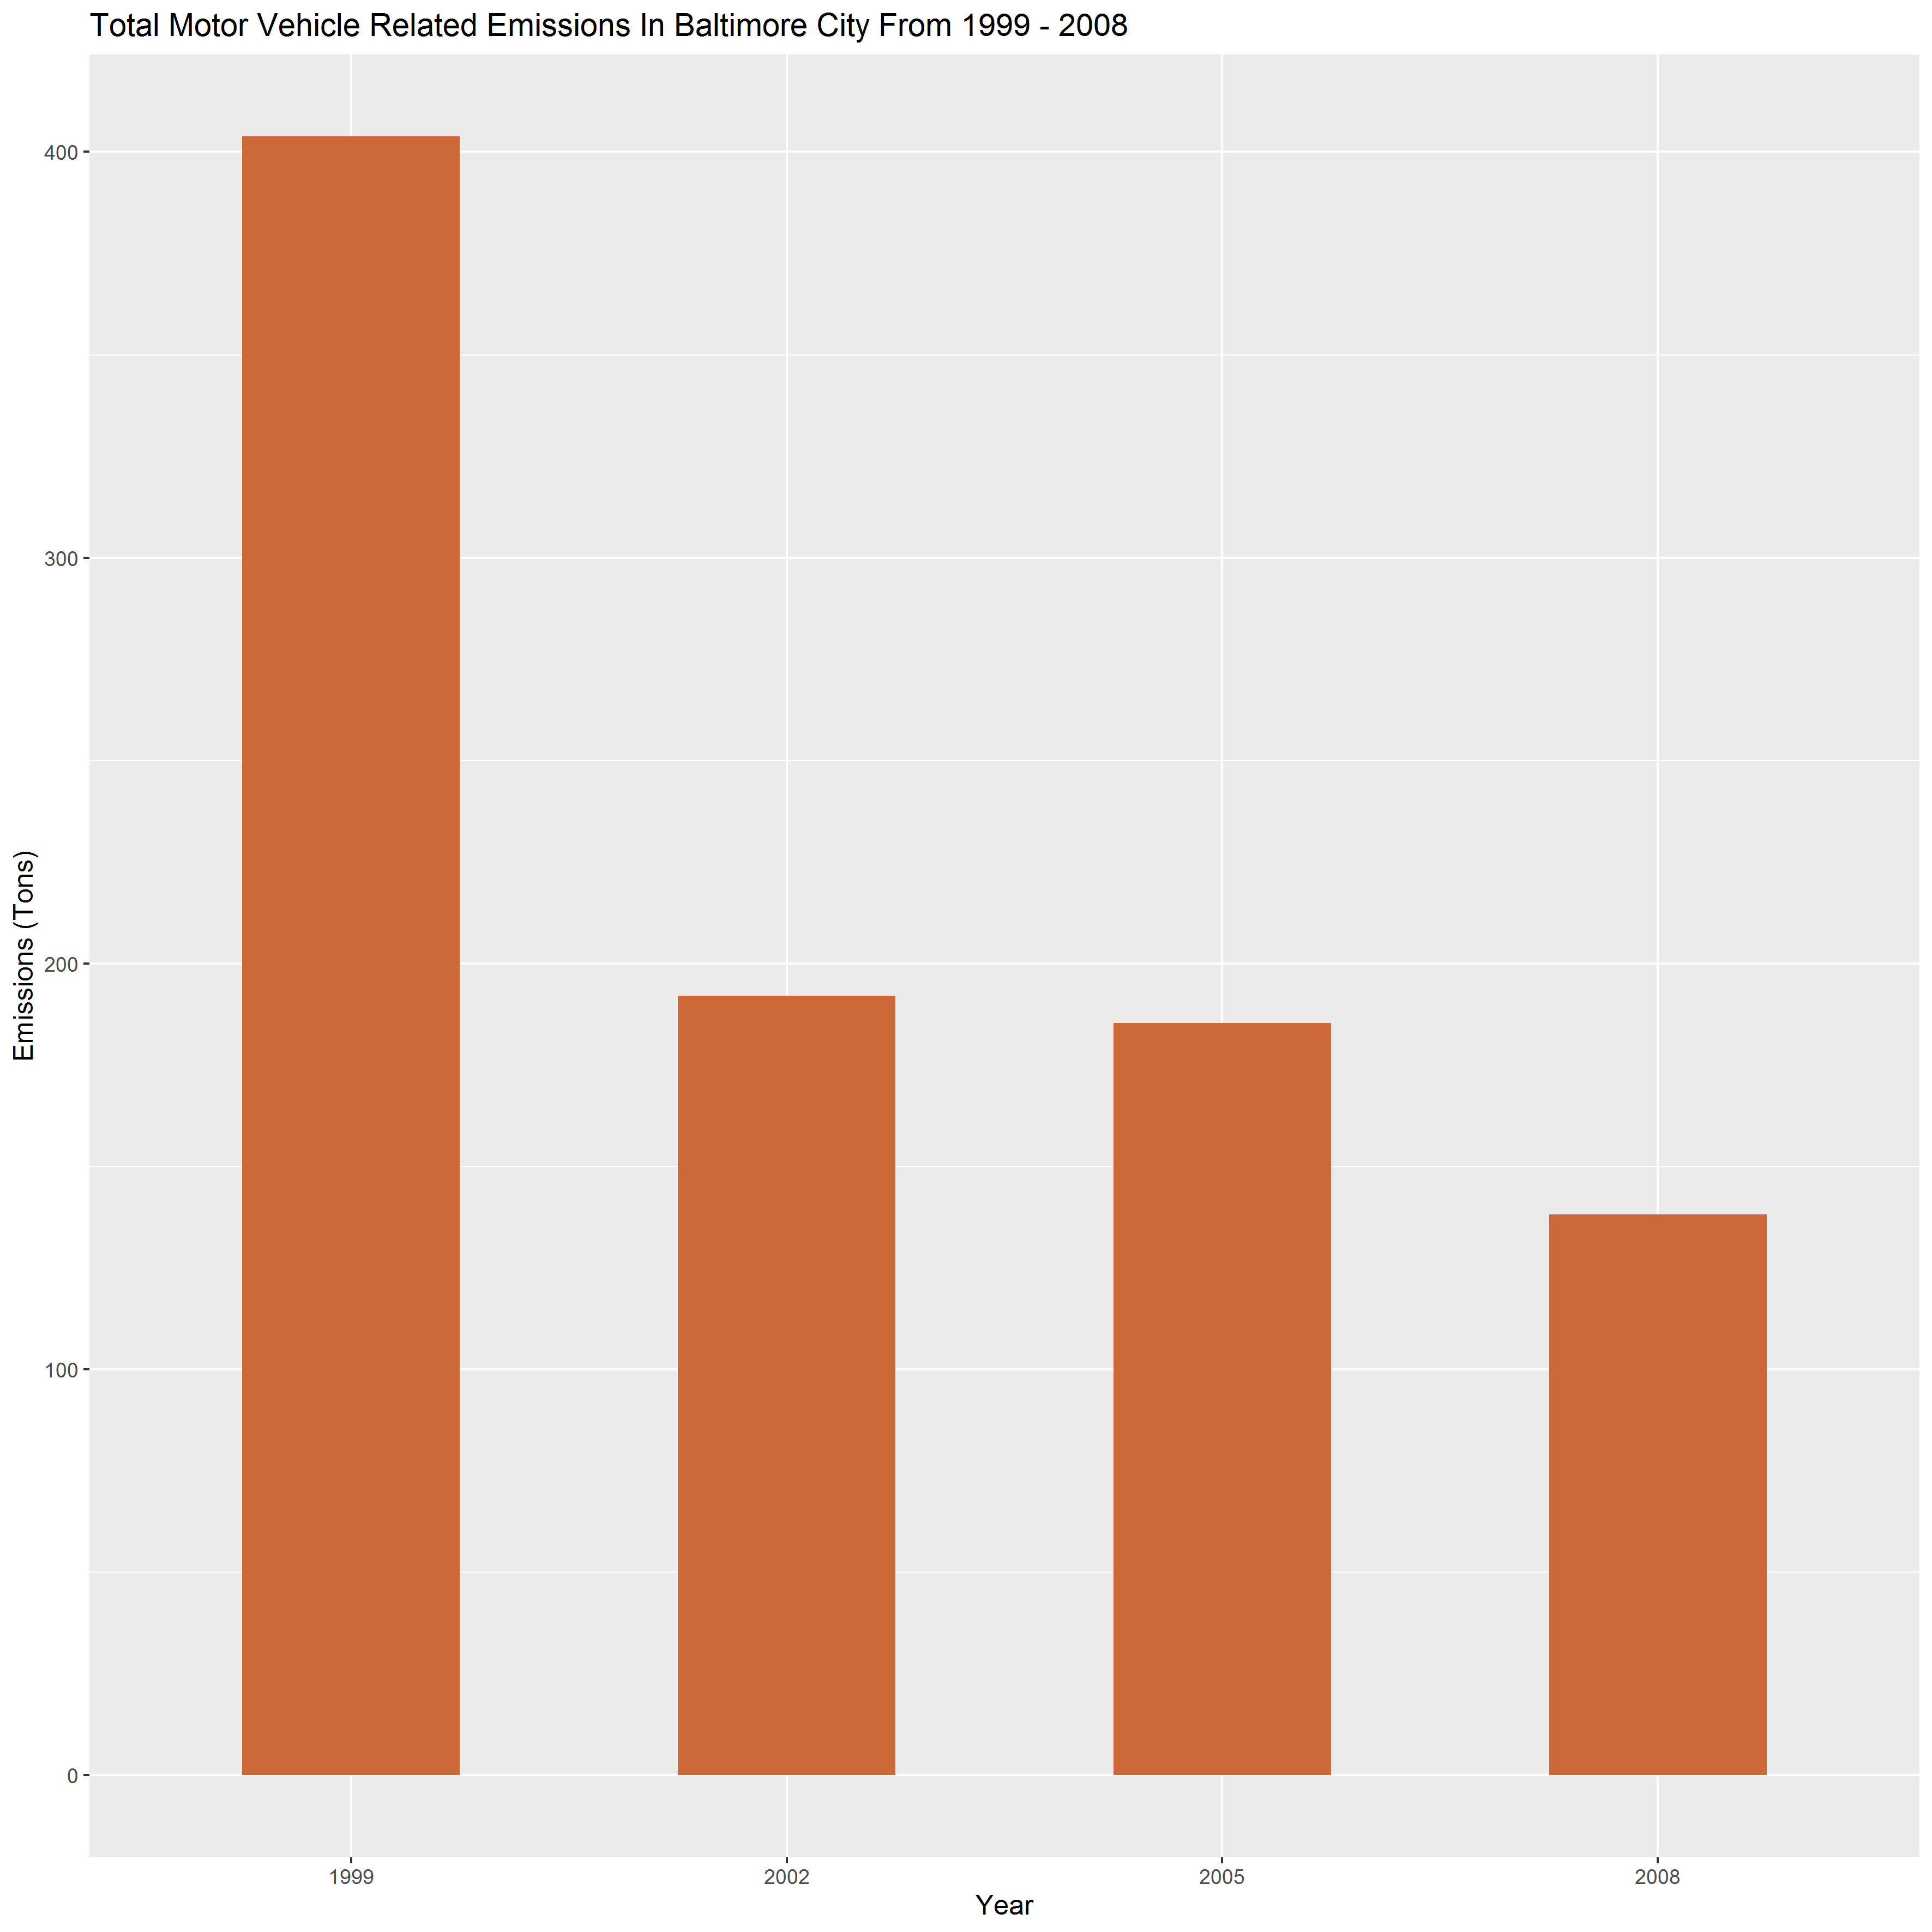 Total Motor Vehicle Related Emissions In Baltimore City From 1999 - 2008
Emissions (Tons)
400
300
200
100
0
1999 2002 2005 2008
Year